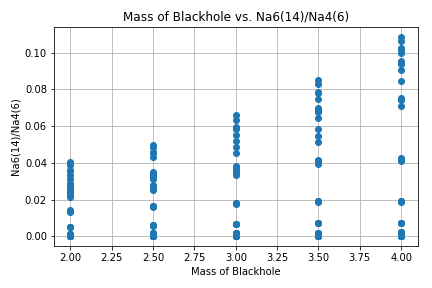 Mass of Blackhole vs. Na6(14)/Na4(6)
Na6(14)/Na4(6)
0.10
0.08
0.06
0.04
0.02
0.00
2.00 2.25 2.50 2.75 3.00 3.25 3.50 3.75 4.00
Mass of Blackhole